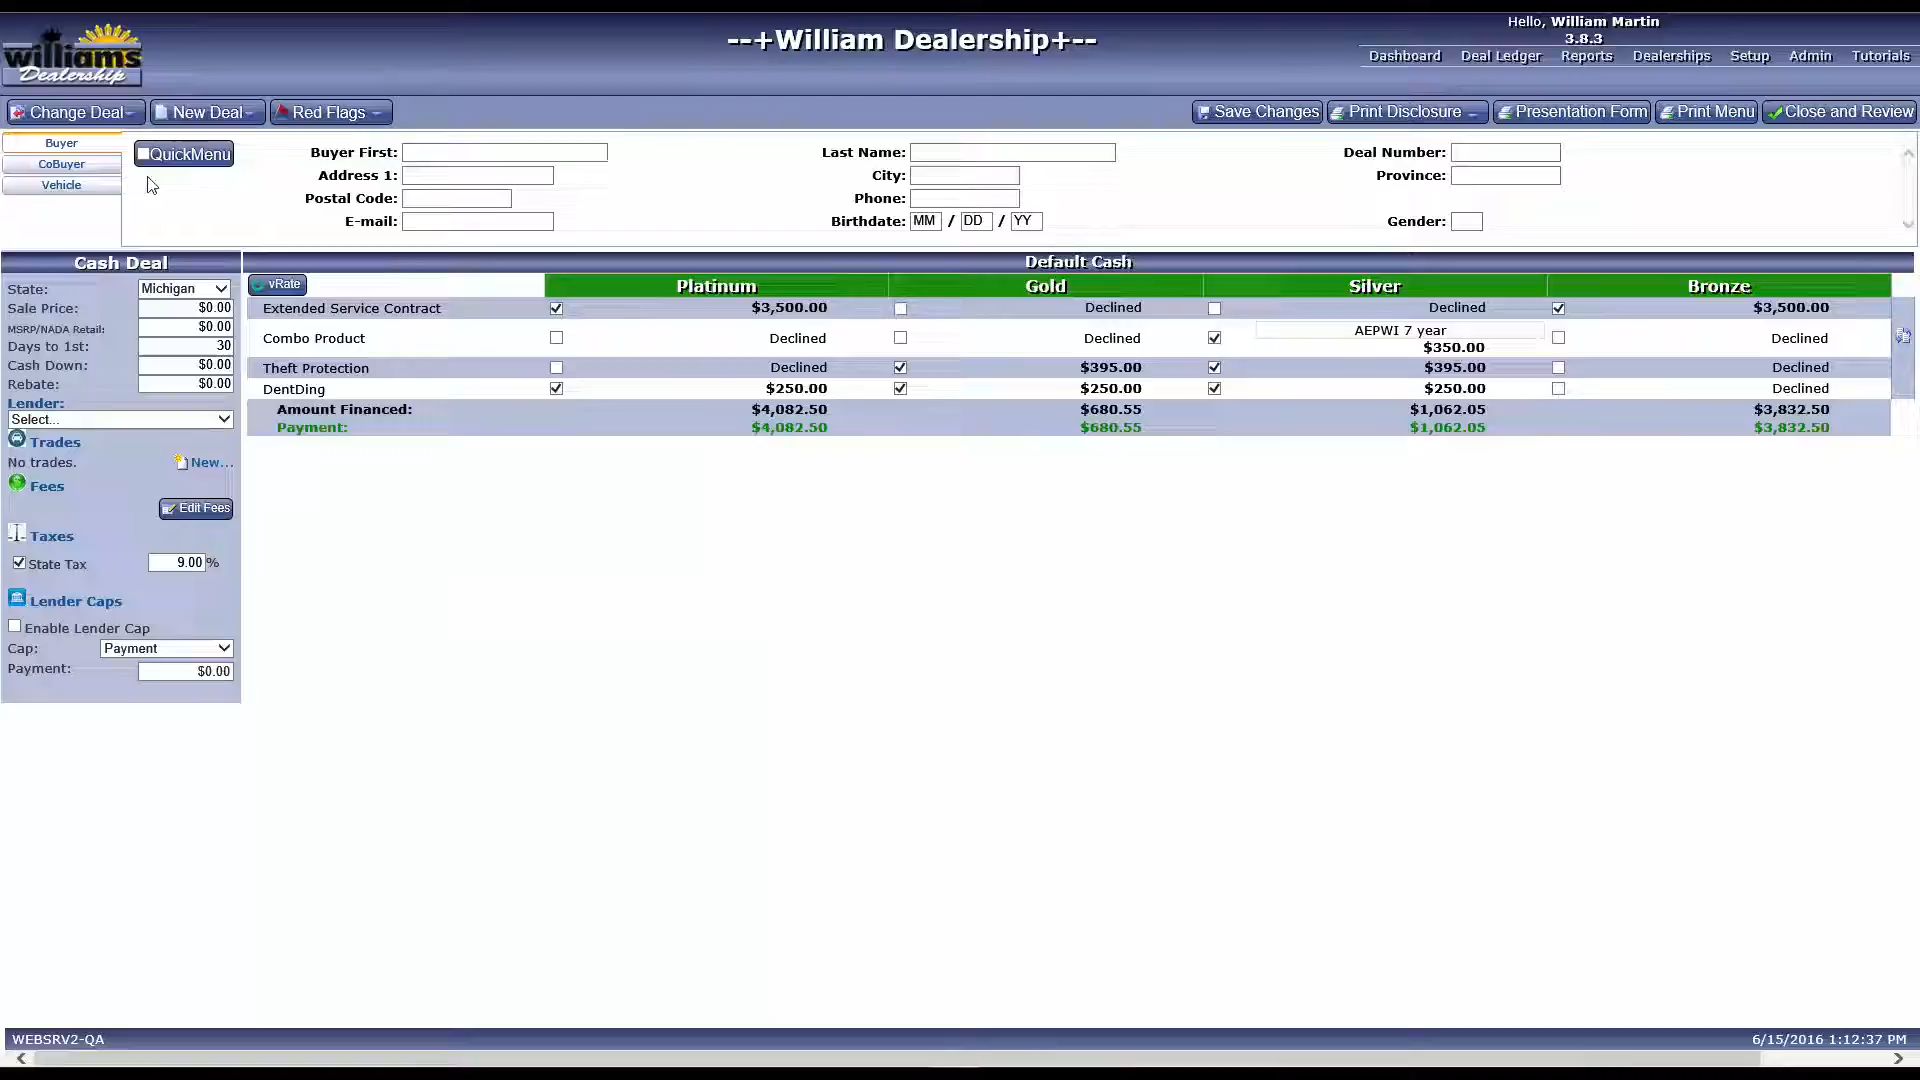 williams
Dealership
--+William Dealership+--
Hello, William Martin
3.8.3
Dashboard Deal Ledger Reports Dealerships Setup Admin Tutorials
Change Deal New Deal Red Flags Save Changes Print Disclosure Presentation Form Print Menu Close and Review
Buyer
CoBuyer
Vehicle
QuickMenu
Buyer First: Last Name: Deal Number:
Address 1: City: Province:
Postal Code: Phone:
E-mail: Birthdate: MM / DD / YY Gender:
Cash Deal
State: Michigan
Sale Price: $0.00
MSRP/NADA Retail: $0.00
Days to 1st: 30
Cash Down: $0.00
Rebate: $0.00
Lender:
Select...
Trades
No trades. New...
Fees
Edit Fees
Taxes
State Tax 9.00 %
Lender Caps
Enable Lender Cap
Cap: Payment
Payment: $0.00
Default Cash
vRate Platinum Gold Silver Bronze
Extended Service Contract $3,500.00 Declined Declined $3,500.00
Combo Product Declined Declined AEPWI 7 year $350.00 Declined
Theft Protection Declined $395.00 $395.00 Declined
DentDing $250.00 $250.00 $250.00 Declined
Amount Financed: $4,082.50 $680.55 $1,062.05 $3,832.50
Payment: $4,082.50 $680.55 $1,062.05 $3,832.50
WEBSRV2-QA 6/15/2016 1:12:37 PM